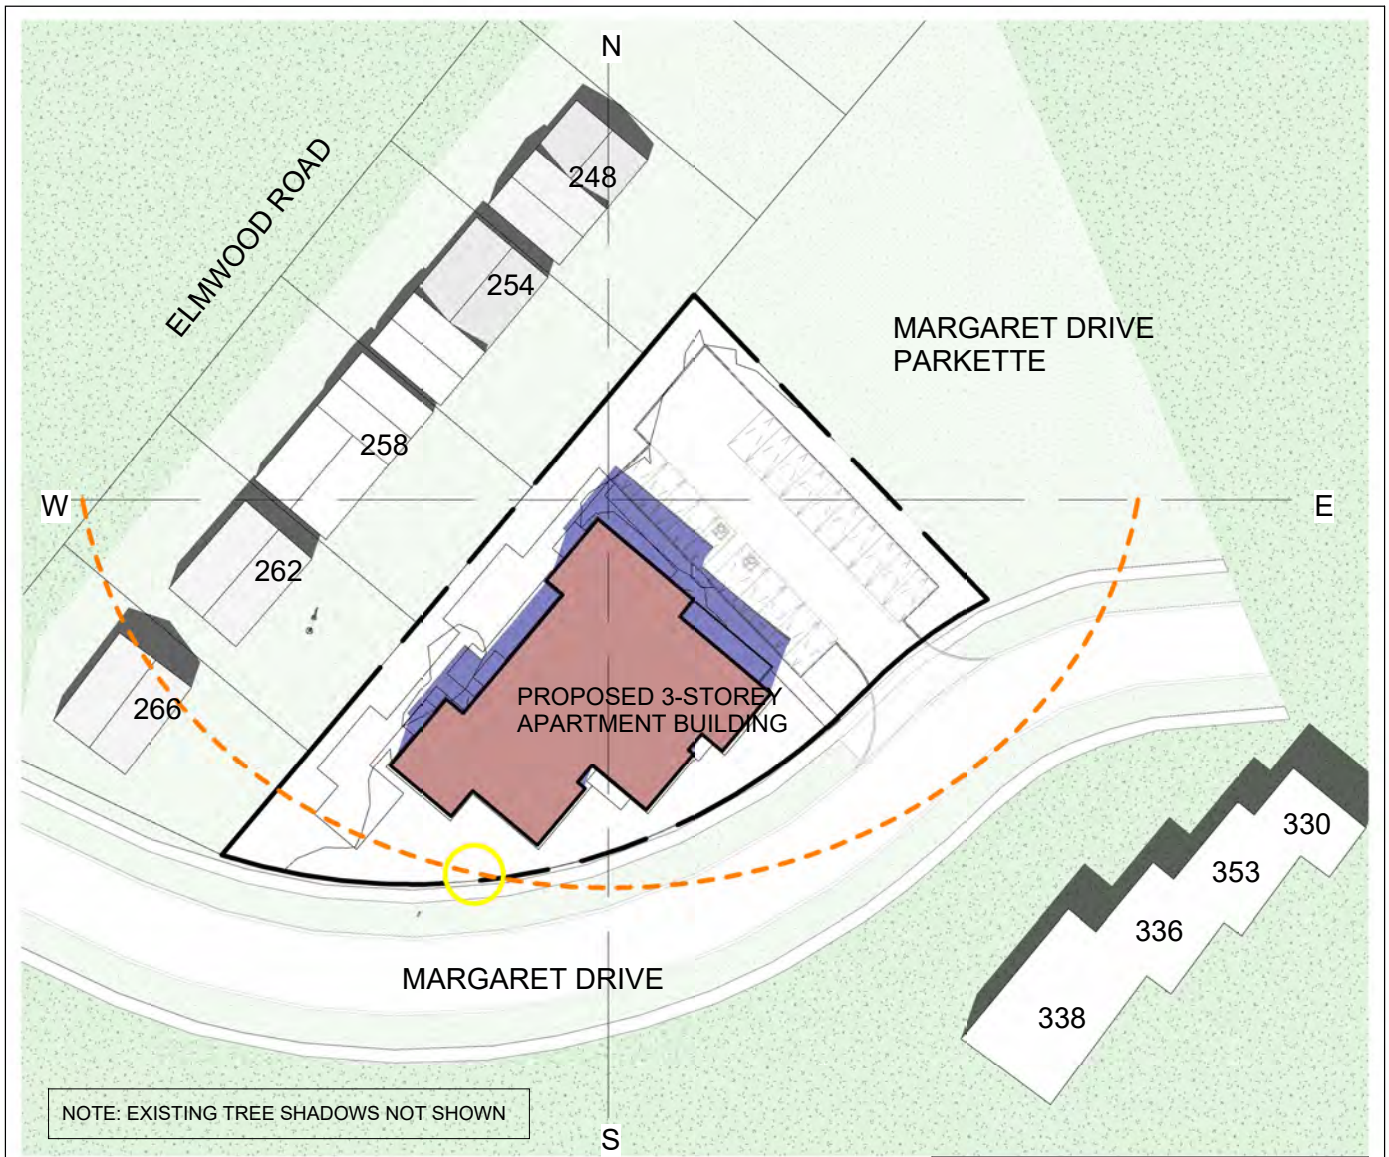 N
248
ELMWOOD ROAD
254
MARGARET DRIVE
PARKETTE
258
W
E
262
PROPOSED 3-STOREY
APARTMENT BUILDING
266
330
353
336
MARGARET DRIVE
338
NOTE: EXISTING TREE SHADOWS NOT SHOWN
S